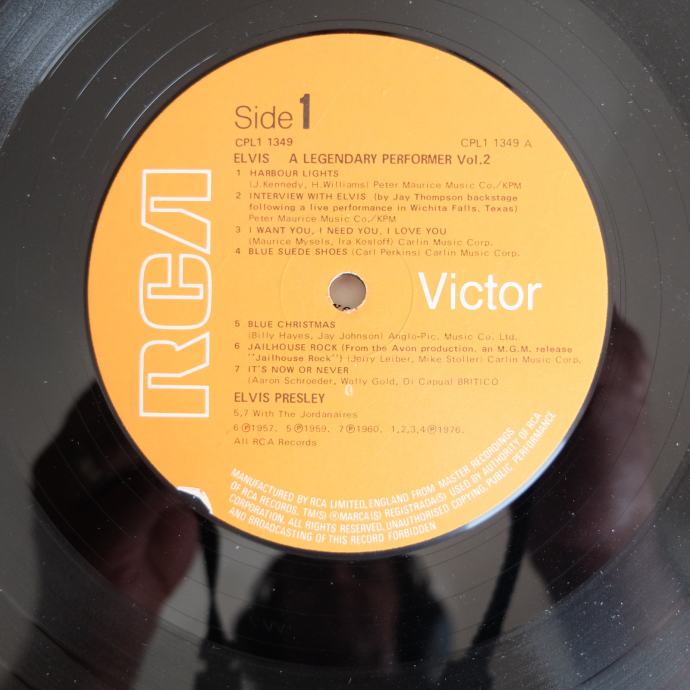 Side 1
CPL1 1349 CPL1 1349 A
ELVIS A LEGENDARY PERFORMER Vol.2
1 HARBOUR LIGHTS
(J.Kennedy, H.Williams) Peter Maurice Music Co./KPM
2 INTERVIEW WITH ELVIS (by Jay Thompson backstage
following a live performance in Wichita Falls, Texas)
Peter Maurice Music Co./KPM
3 I WANT YOU, I NEED YOU, I LOVE YOU
(Maurice Mysels, Ira Kosloff) Carlin Music Corp.
4 BLUE SUEDE SHOES (Carl Perkins) Carlin Music Corp.
RCA
Victor
5 BLUE CHRISTMAS
(Billy Hayes, Jay Johnson) Anglo-Pic. Music Co. Ltd.
6 JAILHOUSE ROCK (From the Avon production, an M.G.M. release
"Jailhouse Rock") (Jerry Leiber, Mike Stoller) Carlin Music Corp.
7 IT'S NOW OR NEVER
(Aaron Schroeder, Wally Gold, Di Capua) BRITICO
ELVIS PRESLEY
5,7 With The Jordanaires
6 ℗1957. 5 ℗1959. 7 ℗1960. 1,2,3,4 ℗1976.
All RCA Records
MANUFACTURED BY RCA LIMITED, ENGLAND FROM MASTER RECORDINGS
OF RCA RECORDS. TM(S) ® MARCA(S) REGISTRADA(S) USED BY AUTHORITY OF RCA
CORPORATION. ALL RIGHTS RESERVED. UNAUTHORISED COPYING, PUBLIC PERFORMANCE
AND BROADCASTING OF THIS RECORD FORBIDDEN